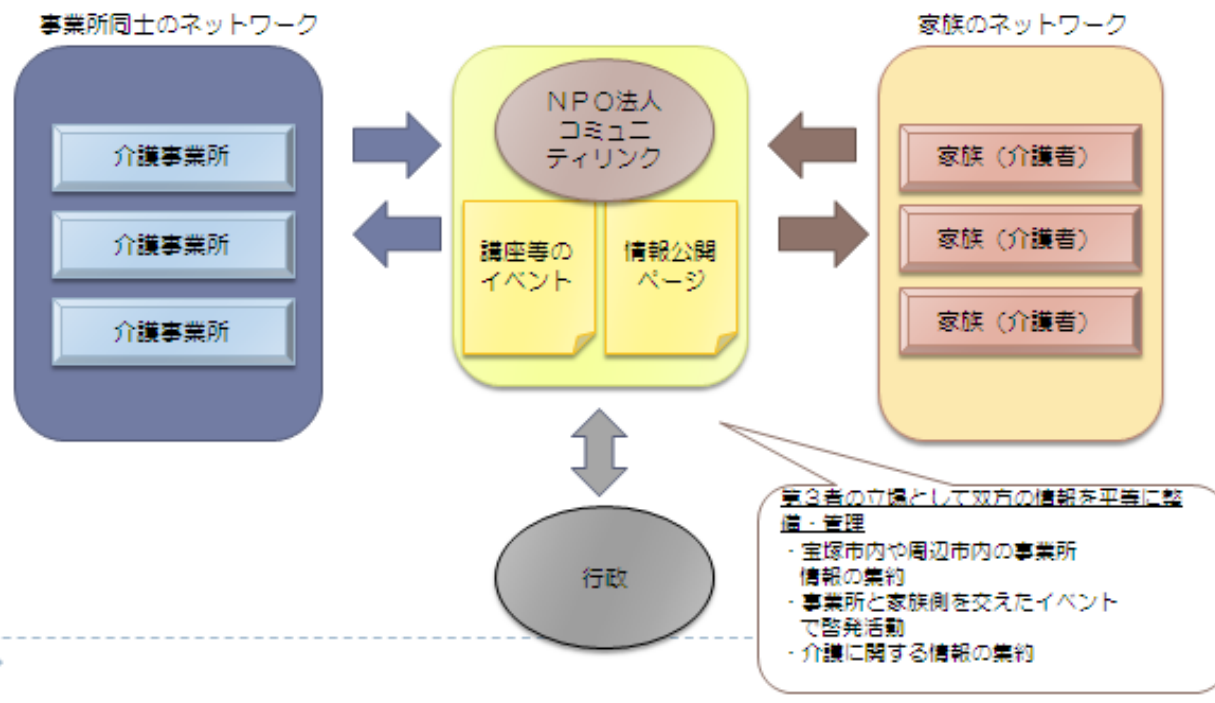 事業所同士のネットワーク
家族のネットワーク
介護事業所
介護事業所
介護事業所
NPO法人
コミュニ
ティリンク
講座等の
イベント
情報公開
ページ
家族（介護者）
家族（介護者）
家族（介護者）
行政
第3者の立場として双方の情報を平等に整
備・管理
・宝塚市内や周辺市内の事業所
情報の集約
・事業所と家族側を交えたイベント
で啓発活動
・介護に関する情報の集約